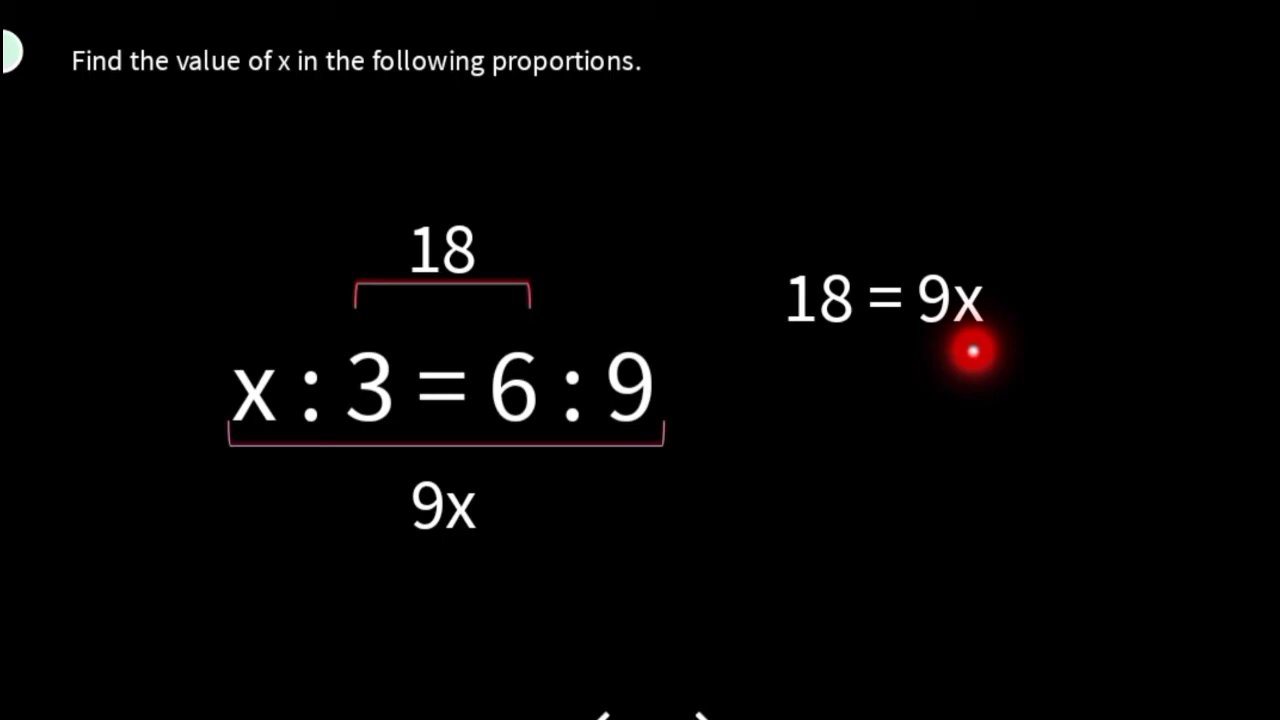 Find the value of x in the following proportions.
18
x : 3 = 6 : 9
9x
18 = 9x